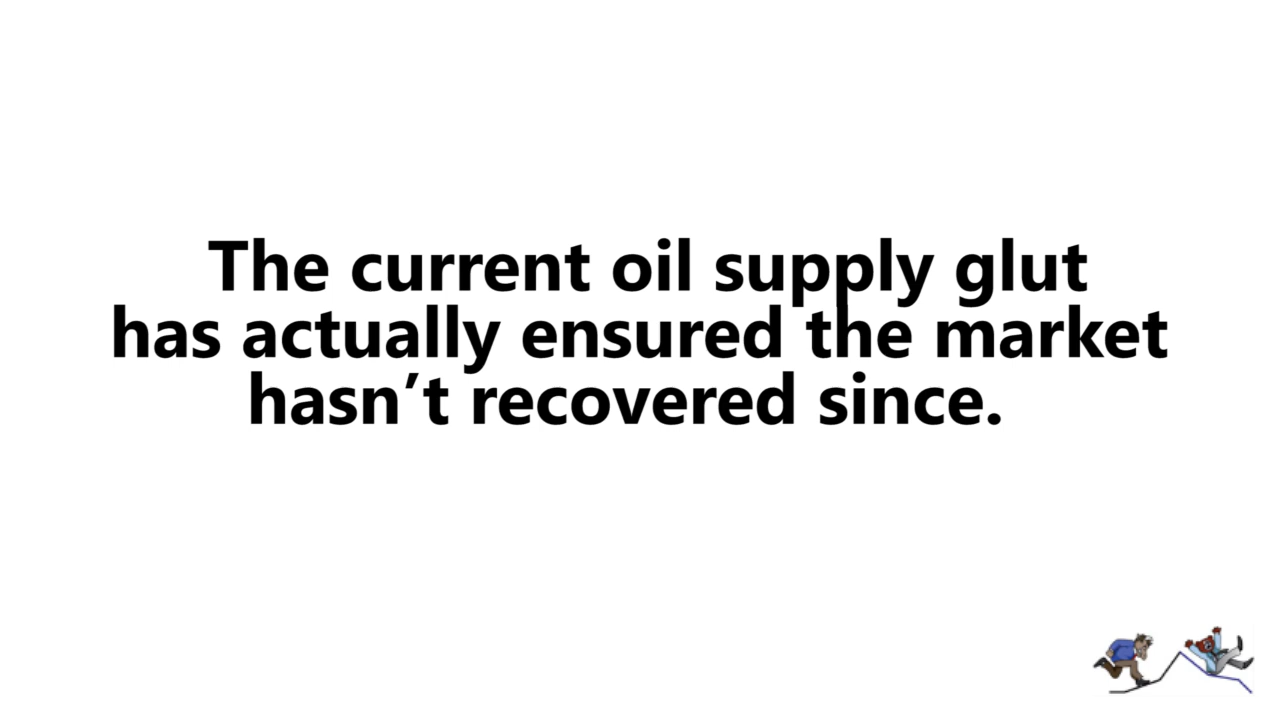 The current oil supply glut
has actually ensured the market
hasn’t recovered since.